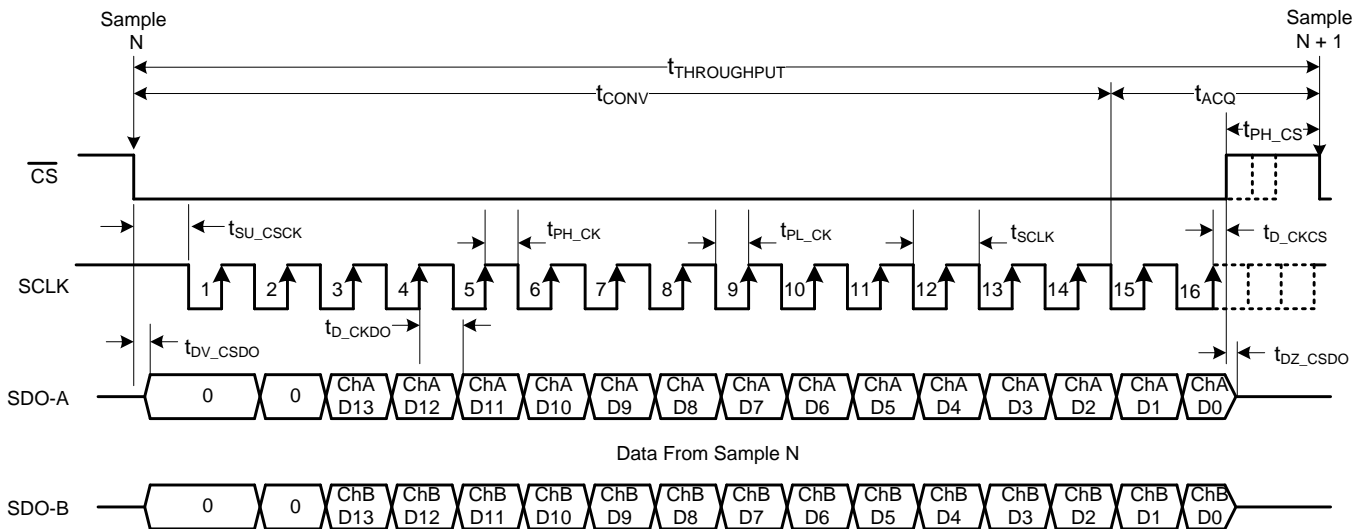 Sample
N
Sample
N + 1
tTHROUGHPUT
tCONV
tACQ
tPH_CS
CS
tSU_CSCK
tPH_CK
tPL_CK
tSCLK
tD_CKCS
SCLK
1 2 3 4 5 6 7 8 9 10 11 12 13 14 15 16
tD_CKDO
tDV_CSDO
tDZ_CSDO
SDO-A
0 0 ChA ChA ChA ChA ChA ChA ChA ChA ChA ChA ChA ChA ChA ChA
D13 D12 D11 D10 D9 D8 D7 D6 D5 D4 D3 D2 D1 D0
Data From Sample N
SDO-B
0 0 ChB ChB ChB ChB ChB ChB ChB ChB ChB ChB ChB ChB ChB ChB
D13 D12 D11 D10 D9 D8 D7 D6 D5 D4 D3 D2 D1 D0